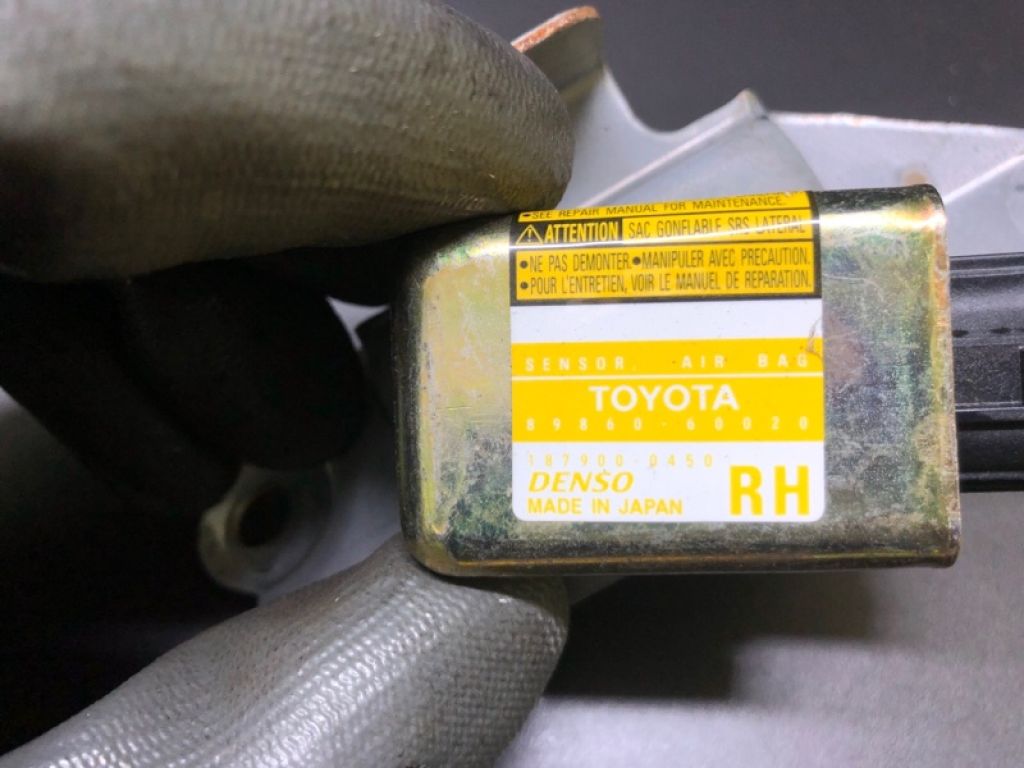 •SEE REPAIR MANUAL FOR MAINTENANCE.
⚠ATTENTION SAC GONFLABLE SRS LATERAL
•NE PAS DEMONTER.•MANIPULER AVEC PRECAUTION.
•POUR L'ENTRETIEN, VOIR LE MANUEL DE REPARATION.
SENSOR, AIR BAG
TOYOTA
89860-60020
187900-0450
DENSO
MADE IN JAPAN
RH